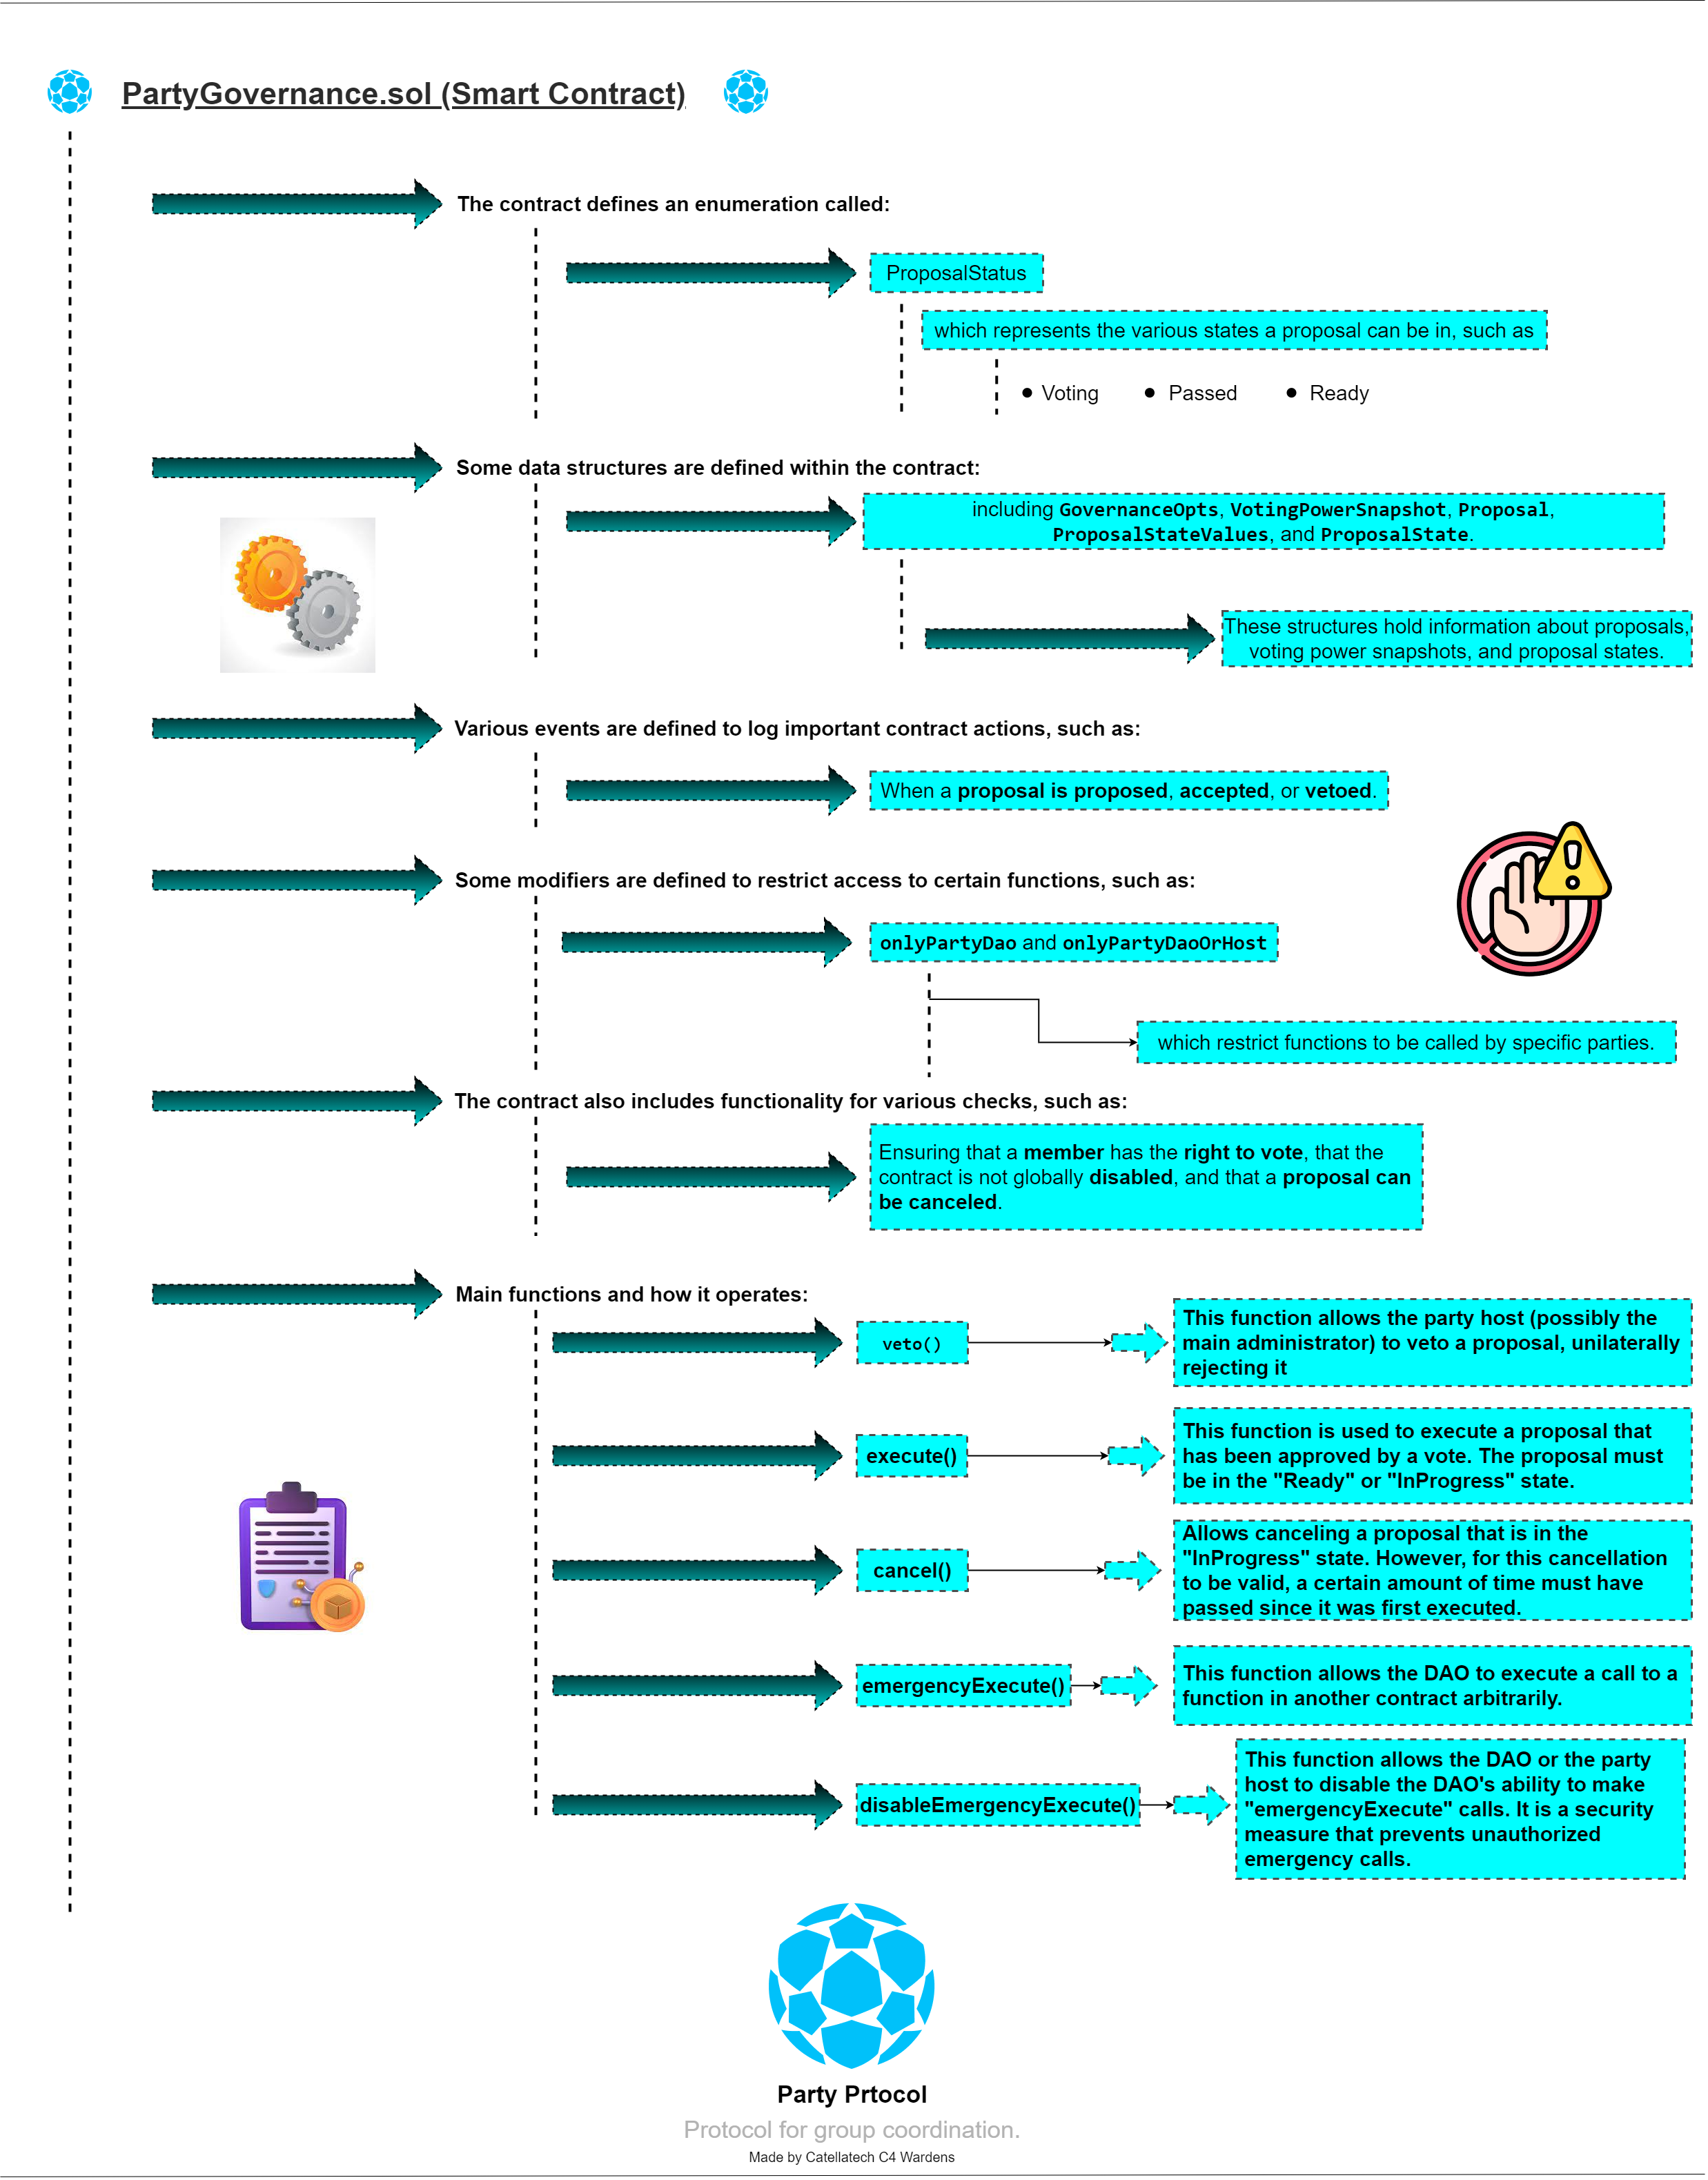 PartyGovernance.sol (Smart Contract)
The contract defines an enumeration called:
ProposalStatus
which represents the various states a proposal can be in, such as
Voting
Passed
Ready
Some data structures are defined within the contract:
including GovernanceOpts, VotingPowerSnapshot, Proposal,
ProposalStateValues, and ProposalState.
These structures hold information about proposals,
voting power snapshots, and proposal states.
Various events are defined to log important contract actions, such as:
When a proposal is proposed, accepted, or vetoed.
Some modifiers are defined to restrict access to certain functions, such as:
onlyPartyDao and onlyPartyDaoOrHost
which restrict functions to be called by specific parties.
The contract also includes functionality for various checks, such as:
Ensuring that a member has the right to vote, that the
contract is not globally disabled, and that a proposal can
be canceled.
Main functions and how it operates:
veto()
This function allows the party host (possibly the
main administrator) to veto a proposal, unilaterally
rejecting it
execute()
This function is used to execute a proposal that
has been approved by a vote. The proposal must
be in the "Ready" or "InProgress" state.
cancel()
Allows canceling a proposal that is in the
"InProgress" state. However, for this cancellation
to be valid, a certain amount of time must have
passed since it was first executed.
emergencyExecute()
This function allows the DAO to execute a call to a
function in another contract arbitrarily.
disableEmergencyExecute()
This function allows the DAO or the party
host to disable the DAO's ability to make
"emergencyExecute" calls. It is a security
measure that prevents unauthorized
emergency calls.
Party Prtocol
Protocol for group coordination.
Made by Catellatech C4 Wardens